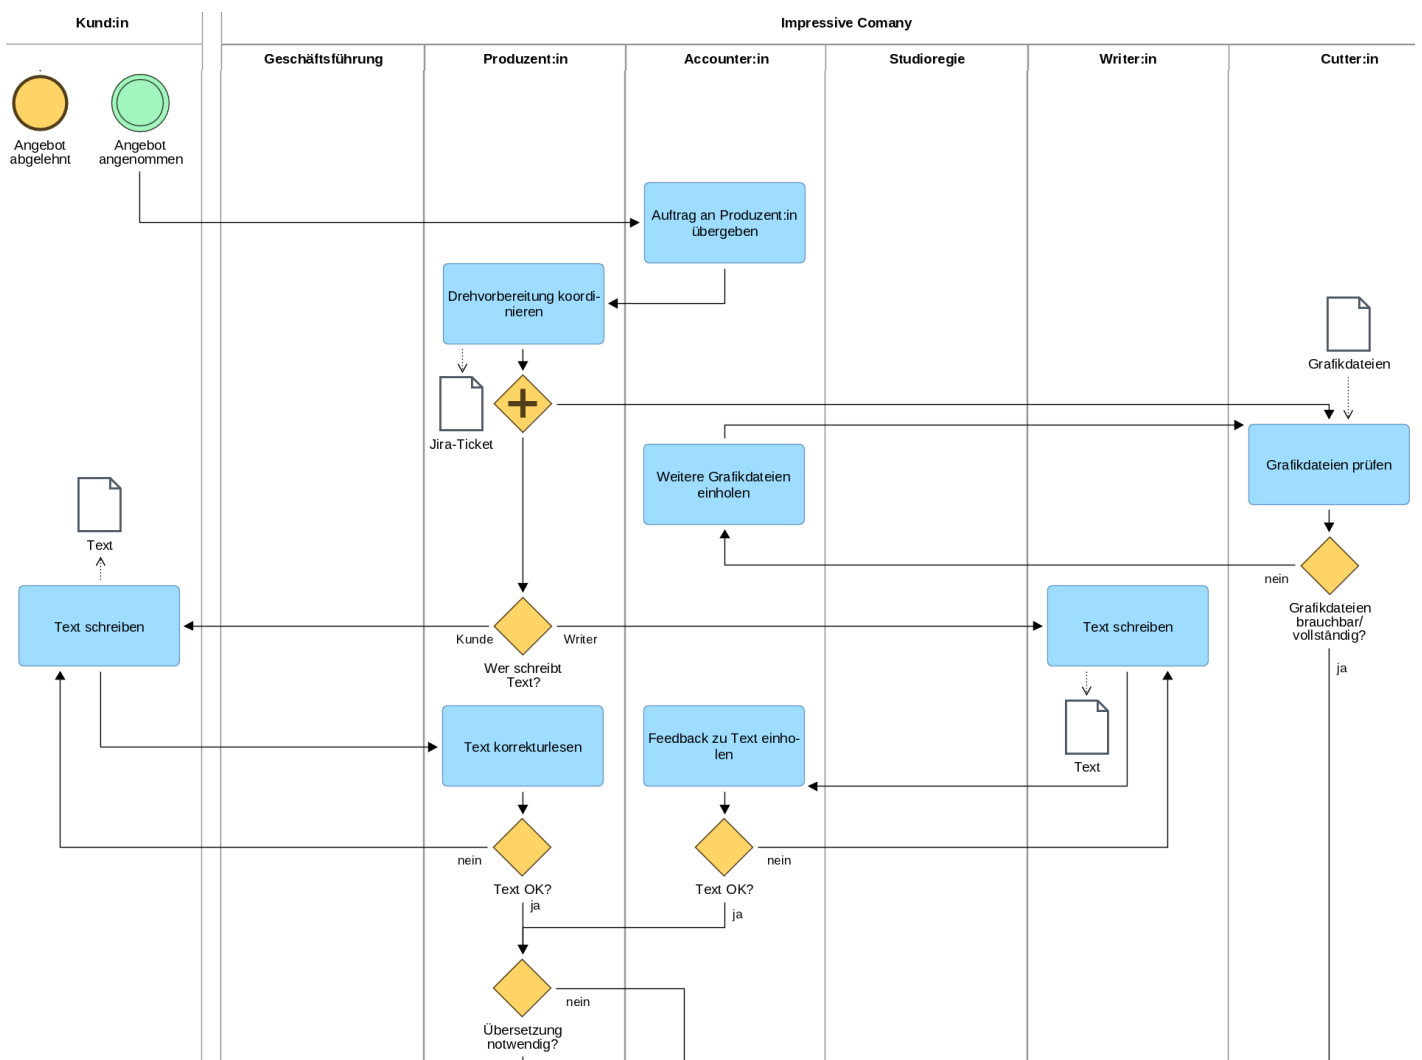 Kund:in
Impressive Comany
Geschäftsführung
Produzent:in
Accounter:in
Studioregie
Writer:in
Cutter:in
Angebot
abgelehnt
Angebot
angenommen
Auftrag an Produzent:in
übergeben
Drehvorbereitung koordi-
nieren
Grafikdateien
Jira-Ticket
Weitere Grafikdateien
einholen
Grafikdateien prüfen
Text
nein
Grafikdateien
brauchbar/
vollständig?
ja
Text schreiben
Kunde
Writer
Wer schreibt
Text?
Text schreiben
Text
Text korrekturlesen
Feedback zu Text einho-
len
nein
Text OK?
ja
nein
Text OK?
ja
nein
Übersetzung
notwendig?